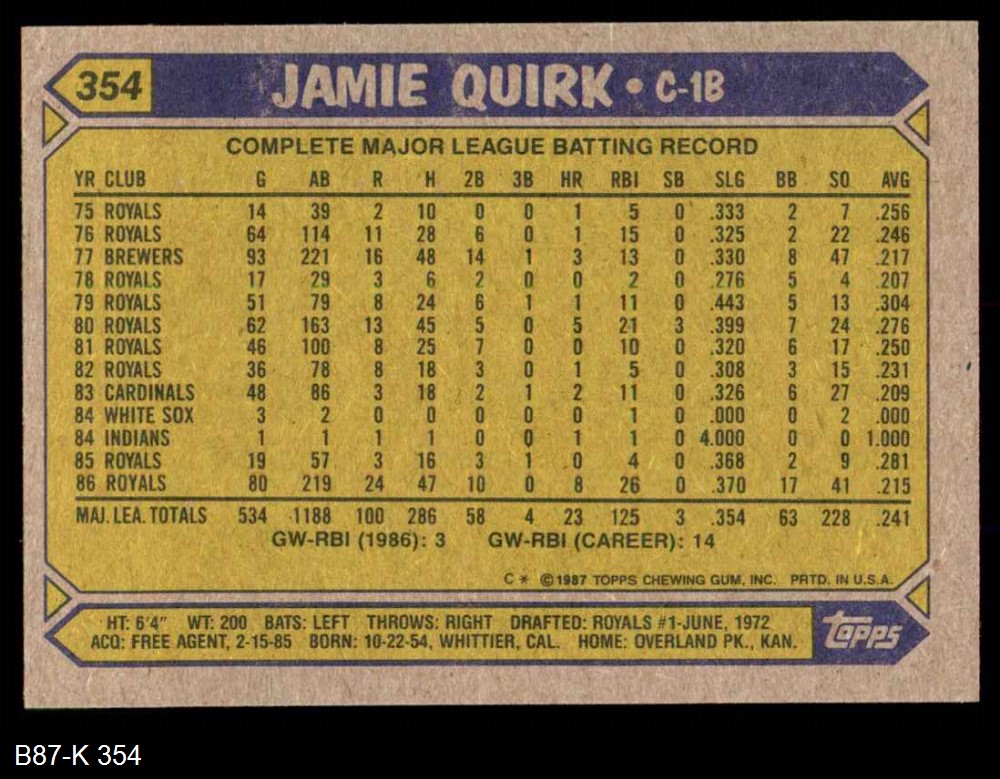 354 JAMIE QUIRK • C-1B
COMPLETE MAJOR LEAGUE BATTING RECORD
YR CLUB G AB R H 2B 3B HR RBI SB SLG BB SO AVG
75 ROYALS 14 39 2 10 0 0 1 5 0 .333 2 7 .256
76 ROYALS 64 114 11 28 6 0 1 15 0 .325 2 22 .246
77 BREWERS 93 221 16 48 14 1 3 13 0 .330 8 47 .217
78 ROYALS 17 29 3 6 2 0 0 2 0 .276 5 4 .207
79 ROYALS 51 79 8 24 6 1 1 11 0 .443 5 13 .304
80 ROYALS 62 163 13 45 5 0 5 21 3 .399 7 24 .276
81 ROYALS 46 100 8 25 7 0 0 10 0 .320 6 17 .250
82 ROYALS 36 78 8 18 3 0 1 5 0 .308 3 15 .231
83 CARDINALS 48 86 3 18 2 1 2 11 0 .326 6 27 .209
84 WHITE SOX 3 2 0 0 0 0 0 1 0 .000 0 2 .000
84 INDIANS 1 1 1 1 0 0 1 1 0 4.000 0 0 1.000
85 ROYALS 19 57 3 16 3 1 0 4 0 .368 2 9 .281
86 ROYALS 80 219 24 47 10 0 8 26 0 .370 17 41 .215
MAJ. LEA. TOTALS 534 1188 100 286 58 4 23 125 3 .354 63 228 .241
GW-RBI (1986): 3 GW-RBI (CAREER): 14
C * ©1987 TOPPS CHEWING GUM, INC. PRTD. IN U.S.A.
HT: 6'4" WT: 200 BATS: LEFT THROWS: RIGHT DRAFTED: ROYALS #1-JUNE, 1972
ACQ: FREE AGENT, 2-15-85 BORN: 10-22-54, WHITTIER, CAL. HOME: OVERLAND PK., KAN.
topps
B87-K 354